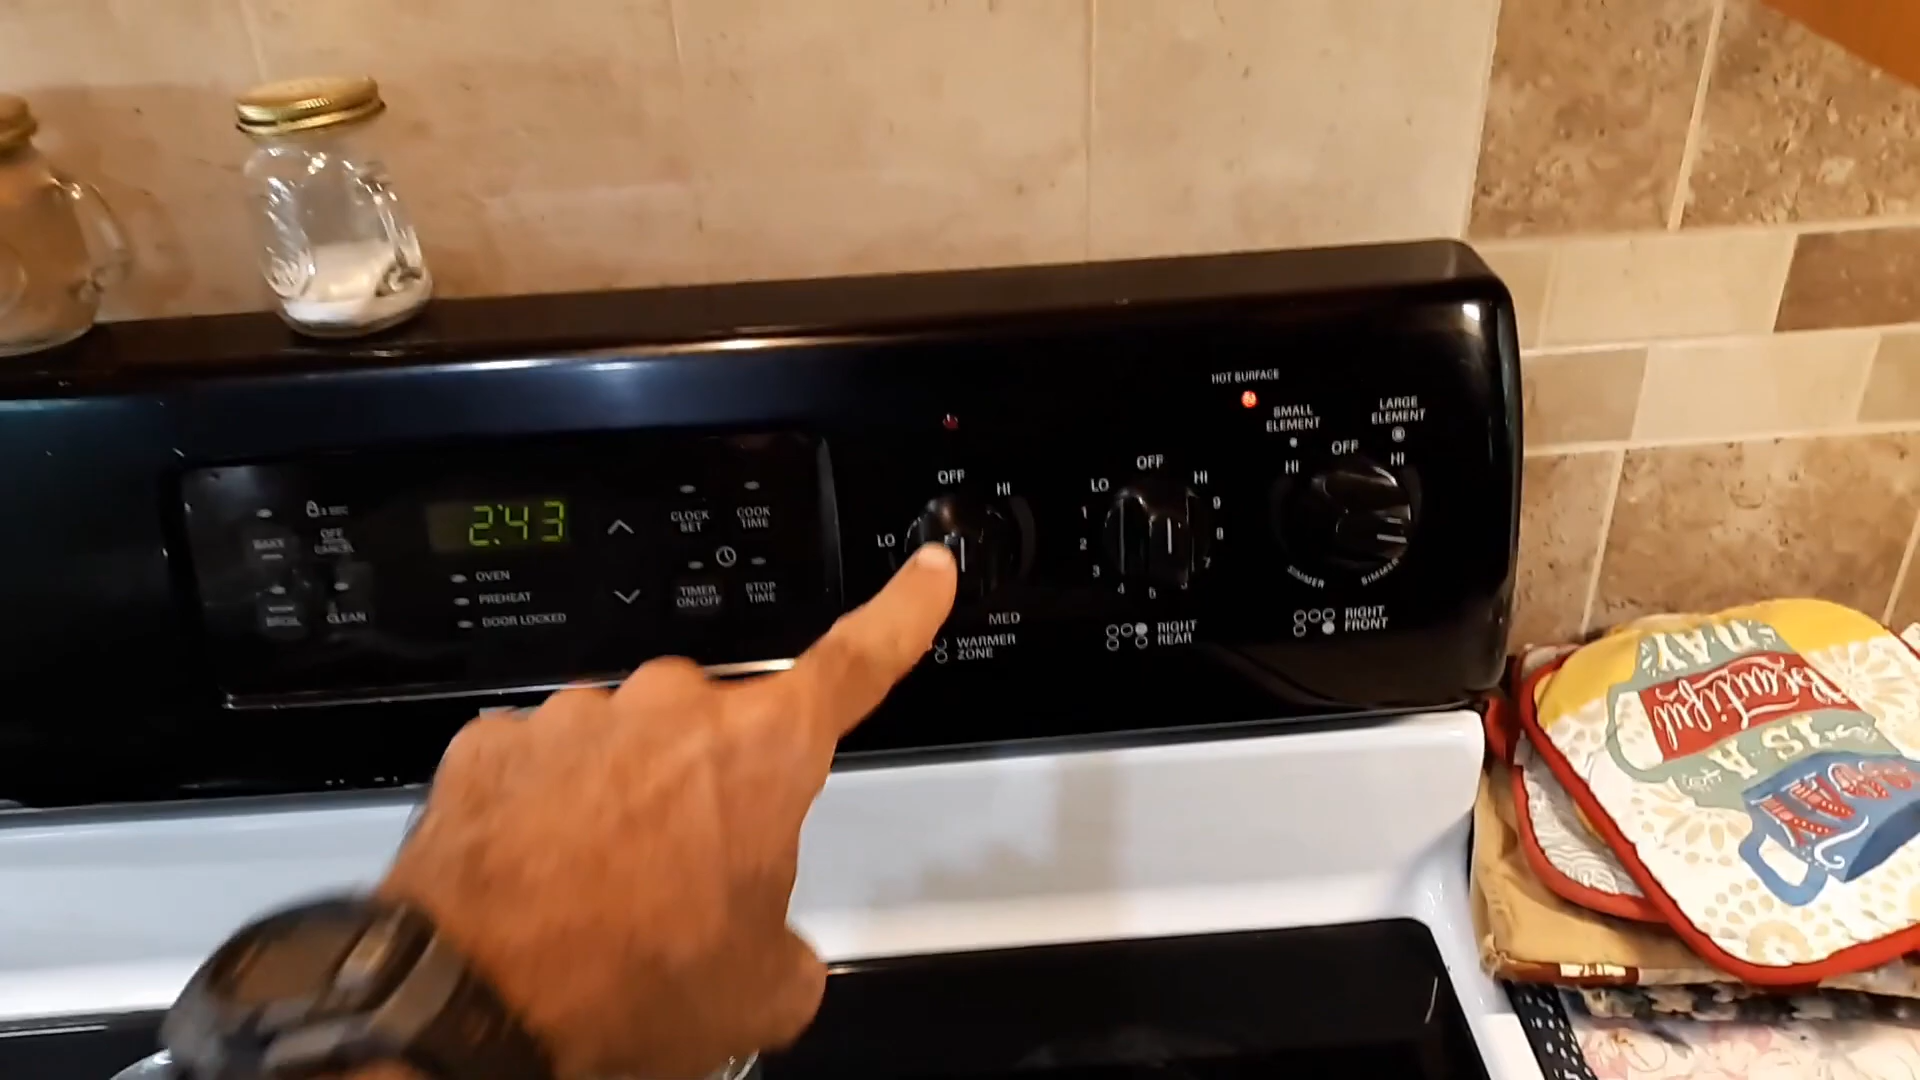 HOT SURFACE
SMALL
ELEMENT
LARGE
ELEMENT
OFF
HI
LO
MED
WARMER
ZONE
OFF
LO
HI
1
2
3
4
5
7
8
9
RIGHT
REAR
OFF
HI
HI
SIMMER
SIMMER
RIGHT
FRONT
2:43
BAKE
OFF
CANCEL
BROIL
CLEAN
OVEN
PREHEAT
DOOR LOCKED
CLOCK
SET
COOK
TIME
TIMER
ON/OFF
STOP
TIME
DAY
Beautiful
IS A